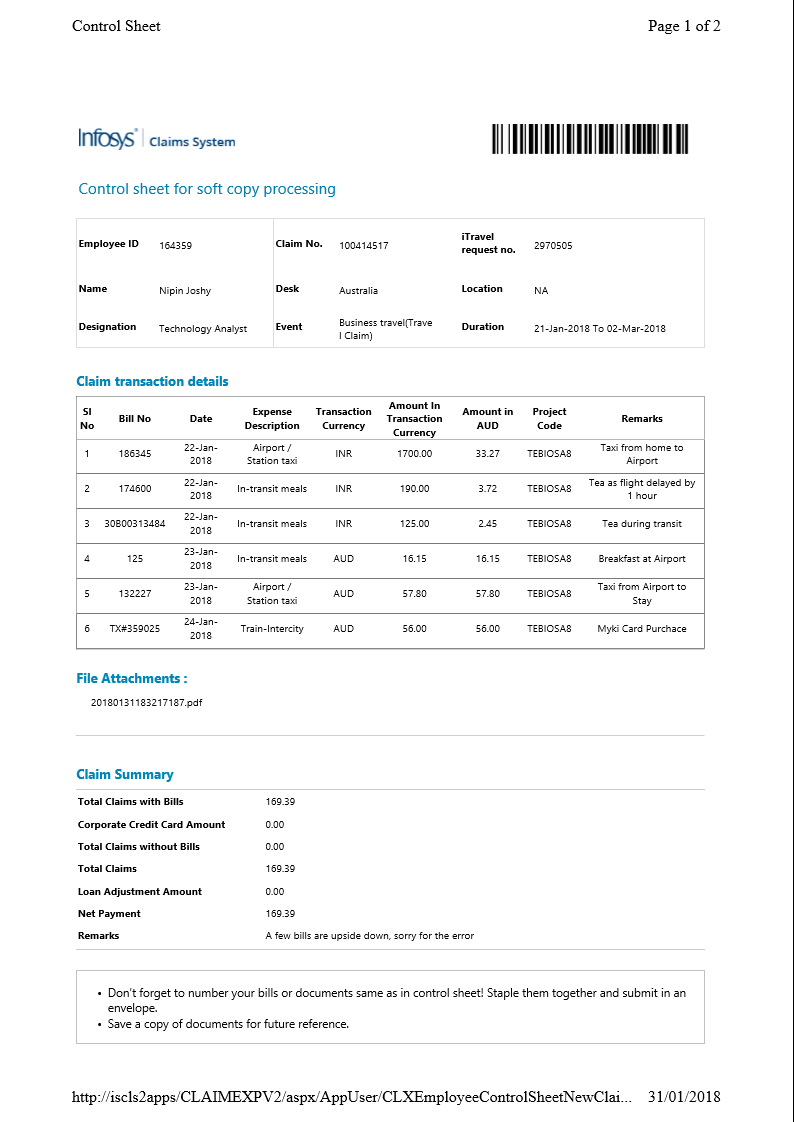 Control Sheet Page 1 of 2
Infosys® | Claims System
Control sheet for soft copy processing
Employee ID 164359 Claim No. 100414517 iTravel request no. 2970505
Name Nipin Joshy Desk Australia Location NA
Designation Technology Analyst Event Business travel(Trave
l Claim) Duration 21-Jan-2018 To 02-Mar-2018
Claim transaction details
Sl No Bill No Date Expense Description Transaction Currency Amount In Transaction Currency Amount in AUD Project Code Remarks
1 186345 22-Jan-2018 Airport / Station taxi INR 1700.00 33.27 TEBIOSA8 Taxi from home to Airport
2 174600 22-Jan-2018 In-transit meals INR 190.00 3.72 TEBIOSA8 Tea as flight delayed by 1 hour
3 30B00313484 22-Jan-2018 In-transit meals INR 125.00 2.45 TEBIOSA8 Tea during transit
4 125 23-Jan-2018 In-transit meals AUD 16.15 16.15 TEBIOSA8 Breakfast at Airport
5 132227 23-Jan-2018 Airport / Station taxi AUD 57.80 57.80 TEBIOSA8 Taxi from Airport to Stay
6 TX#359025 24-Jan-2018 Train-Intercity AUD 56.00 56.00 TEBIOSA8 Myki Card Purchace
File Attachments :
20180131183217187.pdf
Claim Summary
Total Claims with Bills 169.39
Corporate Credit Card Amount 0.00
Total Claims without Bills 0.00
Total Claims 169.39
Loan Adjustment Amount 0.00
Net Payment 169.39
Remarks A few bills are upside down, sorry for the error
• Don't forget to number your bills or documents same as in control sheet! Staple them together and submit in an
envelope.
• Save a copy of documents for future reference.
http://iscls2apps/CLAIMEXPV2/aspx/AppUser/CLXEmployeeControlSheetNewClai... 31/01/2018